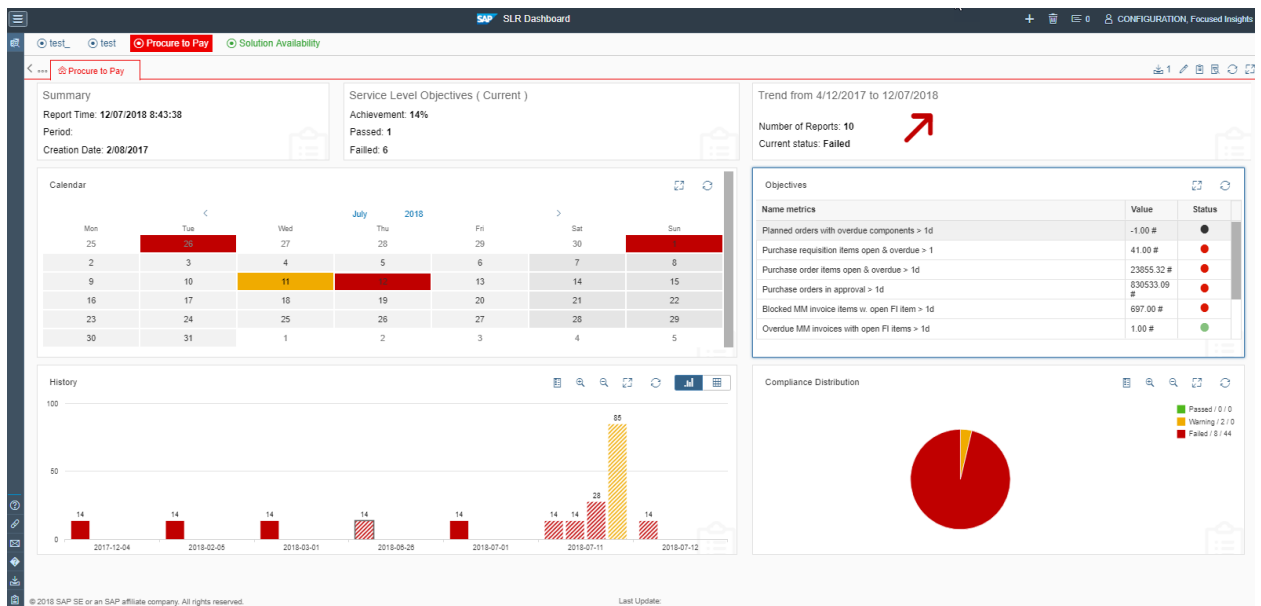 SAP SLR Dashboard
0 CONFIGURATION, Focused Insights
test_ test Procure to Pay Solution Availability
... Procure to Pay
1
Summary
Report Time: 12/07/2018 8:43:38
Period:
Creation Date: 2/08/2017
Service Level Objectives ( Current )
Achievement: 14%
Passed: 1
Failled: 6
Trend from 4/12/2017 to 12/07/2018
Number of Reports: 10
Current status: Failed
Calendar
July 2018
Mon Tue Wed Thu Fri Sat Sun
25 26 27 28 29 30 1
2 3 4 5 6 7 8
9 10 11 12 13 14 15
16 17 18 19 20 21 22
23 24 25 26 27 28 29
30 31 1 2 3 4 5
Objectives
Name metrics Value Status
Planned orders with overdue components > 1d -1.00 #
Purchase requisition items open & overdue > 1 41.00 #
Purchase order items open & overdue > 1d 23855.32 #
Purchase orders in approval > 1d 830533.09
#
Blocked MM invoice items w. open FI item > 1d 697.00 #
Overdue MM invoices with open FI items > 1d 1.00 #
History
100
50
0
14 14 14 14 14 14 14 28 85 14
2017-12-04 2018-02-05 2018-03-01 2018-06-26 2018-07-01 2018-07-11 2018-07-12
Compliance Distribution
Passed / 0 / 0
Warning / 2 / 0
Failed / 8 / 44
© 2018 SAP SE or an SAP affiliate company. All rights reserved.
Last Update: